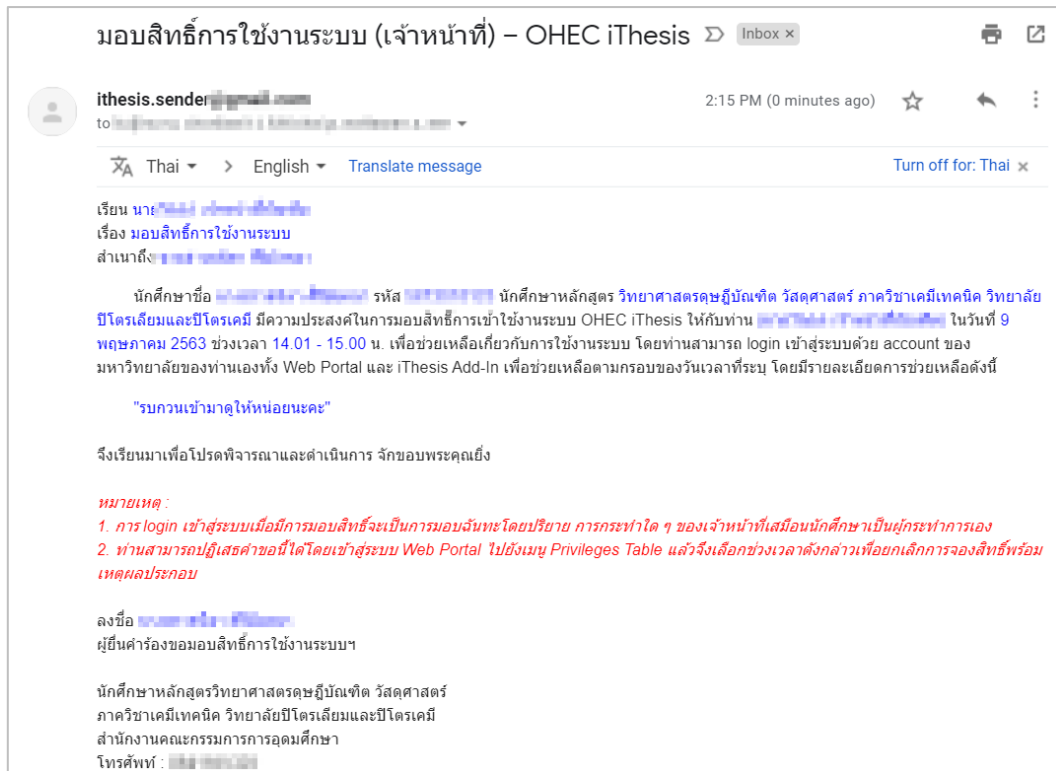 มอบสิทธิ์การใช้งานระบบ (เจ้าหน้าที่) – OHEC iThesis Inbox ×
ithesis.sender
2:15 PM (0 minutes ago)
to
Thai > English Translate message Turn off for: Thai ×
เรียน นาย
เรื่อง มอบสิทธิ์การใช้งานระบบ
สำเนาถึง
นักศึกษาชื่อ รหัส นักศึกษาหลักสูตร วิทยาศาสตรดุษฎีบัณฑิต วัสดุศาสตร์ ภาควิชาเคมีเทคนิค วิทยาลัย
ปิโตรเลียมและปิโตรเคมี มีความประสงค์ในการมอบสิทธิ์การเข้าใช้งานระบบ OHEC iThesis ให้กับท่าน ในวันที่ 9
พฤษภาคม 2563 ช่วงเวลา 14.01 - 15.00 น. เพื่อช่วยเหลือเกี่ยวกับการใช้งานระบบ โดยท่านสามารถ login เข้าสู่ระบบด้วย account ของ
มหาวิทยาลัยของท่านเองทั้ง Web Portal และ iThesis Add-In เพื่อช่วยเหลือตามกรอบของวันเวลาที่ระบุ โดยมีรายละเอียดการช่วยเหลือดังนี้
"รบกวนเข้ามาดูให้หน่อยนะคะ"
จึงเรียนมาเพื่อโปรดพิจารณาและดำเนินการ จักขอบพระคุณยิ่ง
หมายเหตุ :
1. การ login เข้าสู่ระบบเมื่อมีการมอบสิทธิ์จะเป็นการมอบฉันทะโดยปริยาย การกระทำใด ๆ ของเจ้าหน้าที่เสมือนนักศึกษาเป็นผู้กระทำการเอง
2. ท่านสามารถปฏิเสธคำขอนี้ได้โดยเข้าสู่ระบบ Web Portal ไปยังเมนู Privileges Table แล้วจึงเลือกช่วงเวลาดังกล่าวเพื่อยกเลิกการจองสิทธิ์พร้อม
เหตุผลประกอบ
ลงชื่อ
ผู้ยื่นคำร้องขอมอบสิทธิ์การใช้งานระบบฯ
นักศึกษาหลักสูตรวิทยาศาสตรดุษฎีบัณฑิต วัสดุศาสตร์
ภาควิชาเคมีเทคนิค วิทยาลัยปิโตรเลียมและปิโตรเคมี
สำนักงานคณะกรรมการการอุดมศึกษา
โทรศัพท์ :